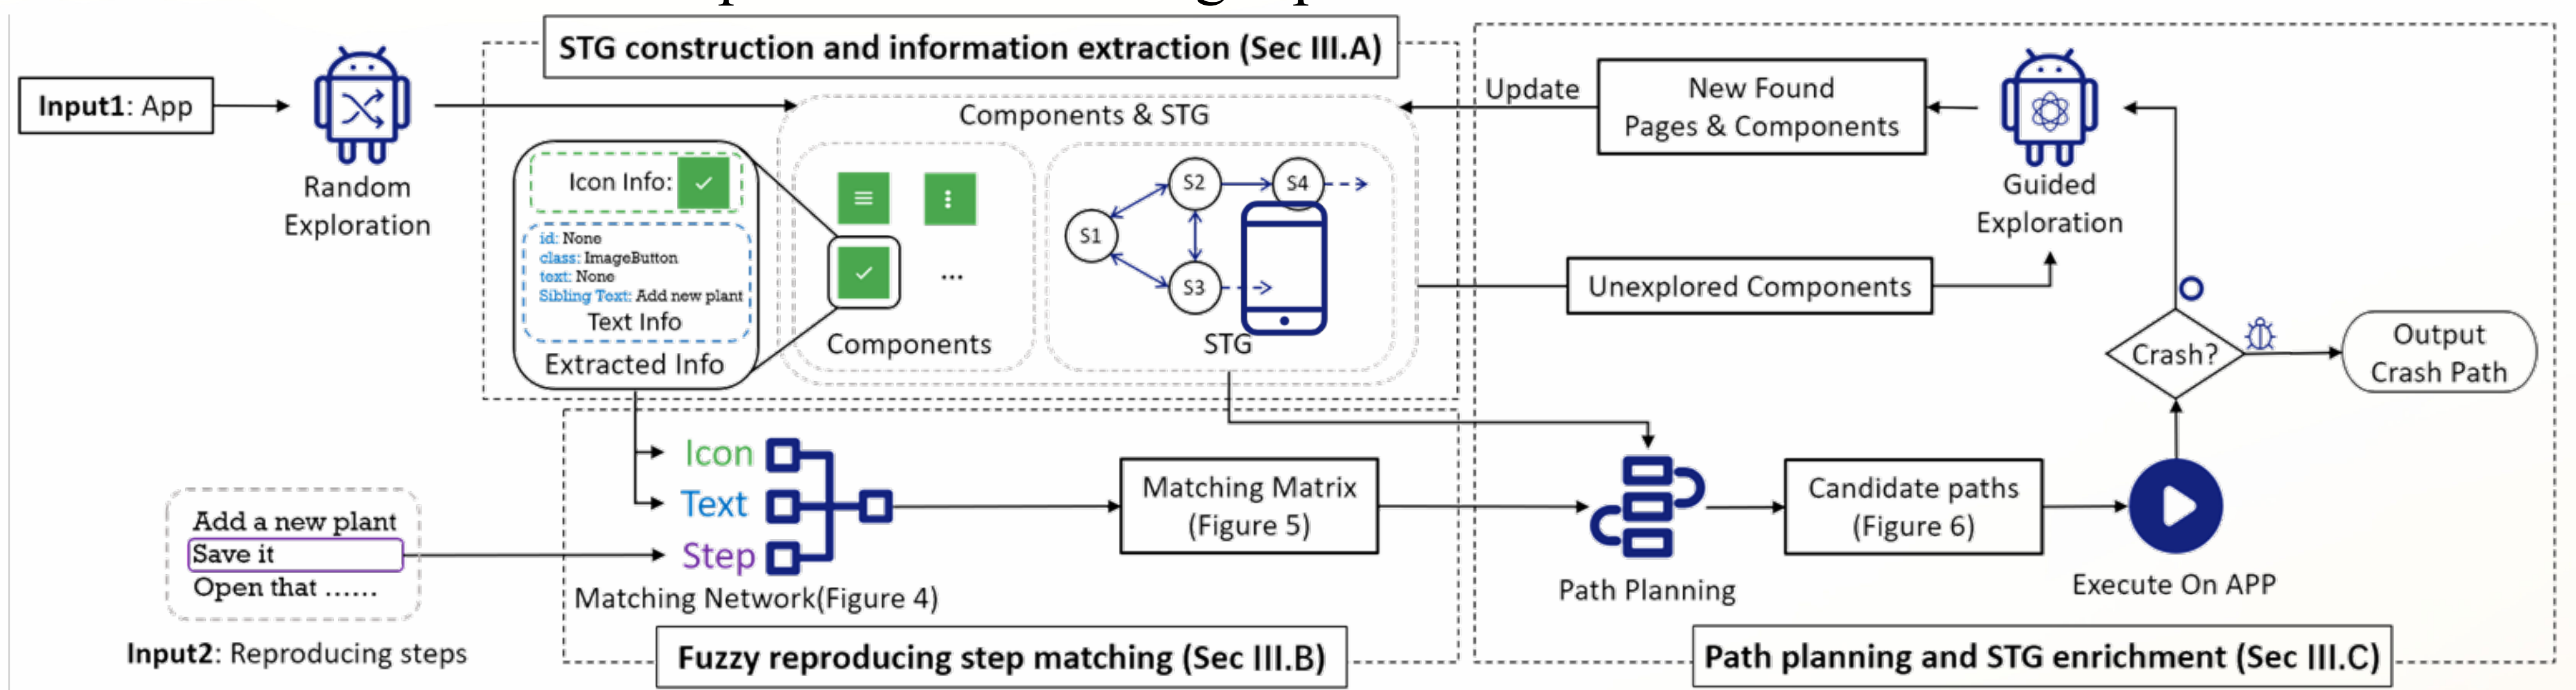 STG construction and information extraction (Sec III.A)
Input1: App
Random
Exploration
Components & STG
Icon Info:
id: None
class: ImageButton
text: None
Sibling Text: Add new plant
Text Info
Extracted Info
...
Components
S1
S2
S3
S4
STG
Update
New Found
Pages & Components
Guided
Exploration
Unexplored Components
Crash?
Output
Crash Path
Icon
Text
Step
Matching Network(Figure 4)
Add a new plant
Save it
Open that ......
Input2: Reproducing steps
Matching Matrix
(Figure 5)
Path Planning
Candidate paths
(Figure 6)
Execute On APP
Fuzzy reproducing step matching (Sec III.B)
Path planning and STG enrichment (Sec III.C)